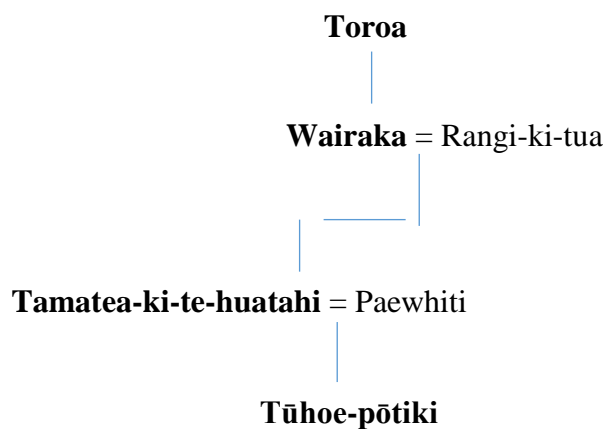 Toroa
Wairaka = Rangi-ki-tua
Tamatea-ki-te-huatahi = Paewhiti
Tūhoe-pōtiki